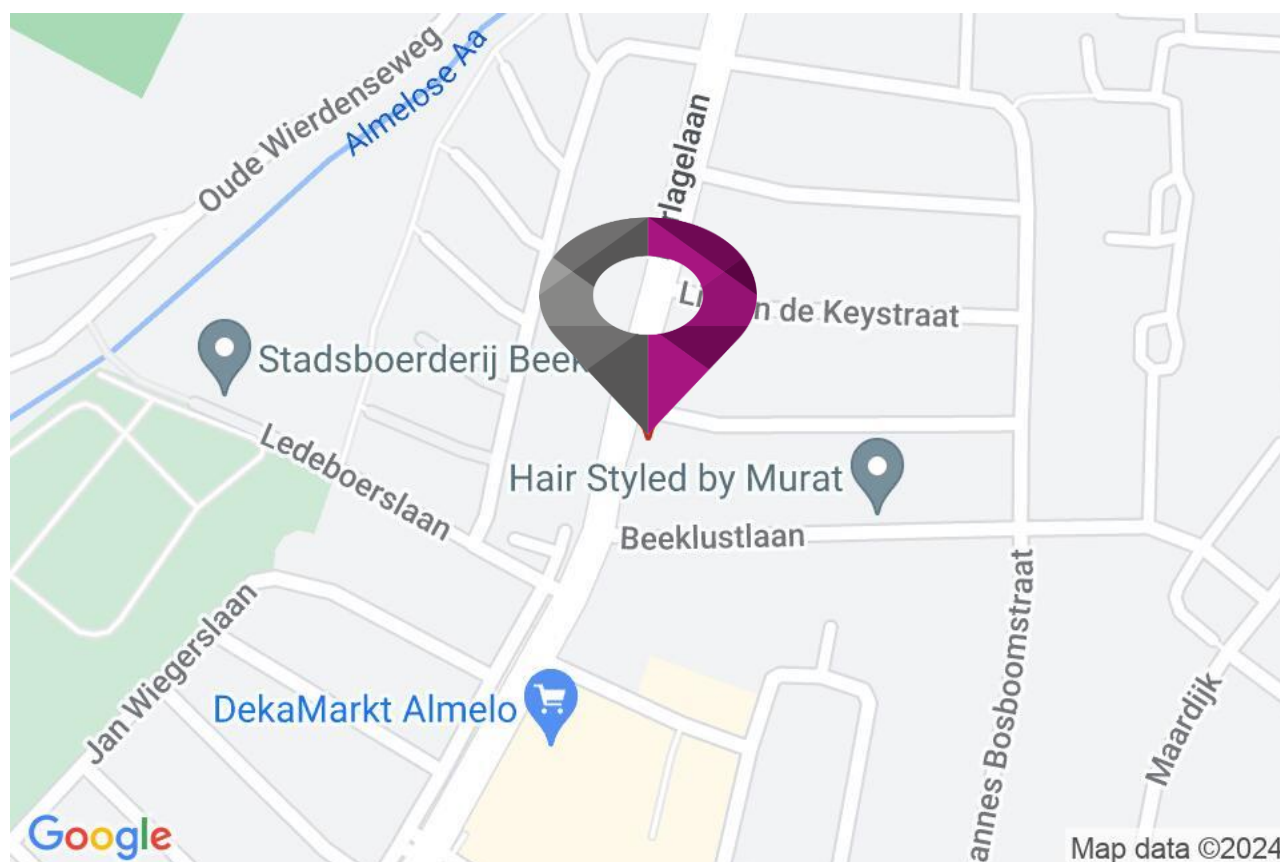 Oude Wierdenseweg
Almelose Aa
rlagelaan
n de Keystraat
Stadsboerderij Beek
Ledeboerslaan
Hair Styled by Murat
Beeklustlaan
Jan Wiegerslaan
DekaMarkt Almelo
annes Bosboomstraat
Maardijk
Google
Map data ©2024